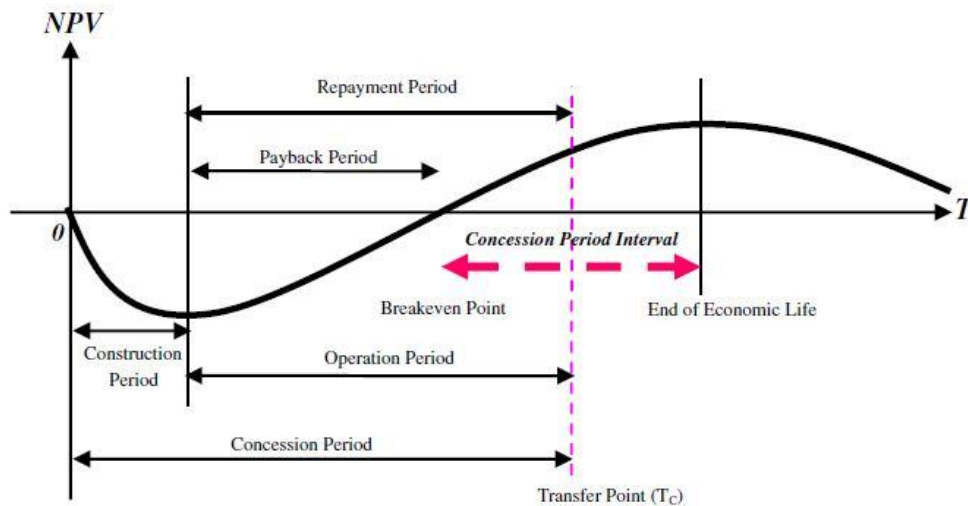 NPV
Repayment Period
Payback Period
T
0
Concession Period Interval
Breakeven Point
End of Economic Life
Construction
Period
Operation Period
Concession Period
Transfer Point (T_C)